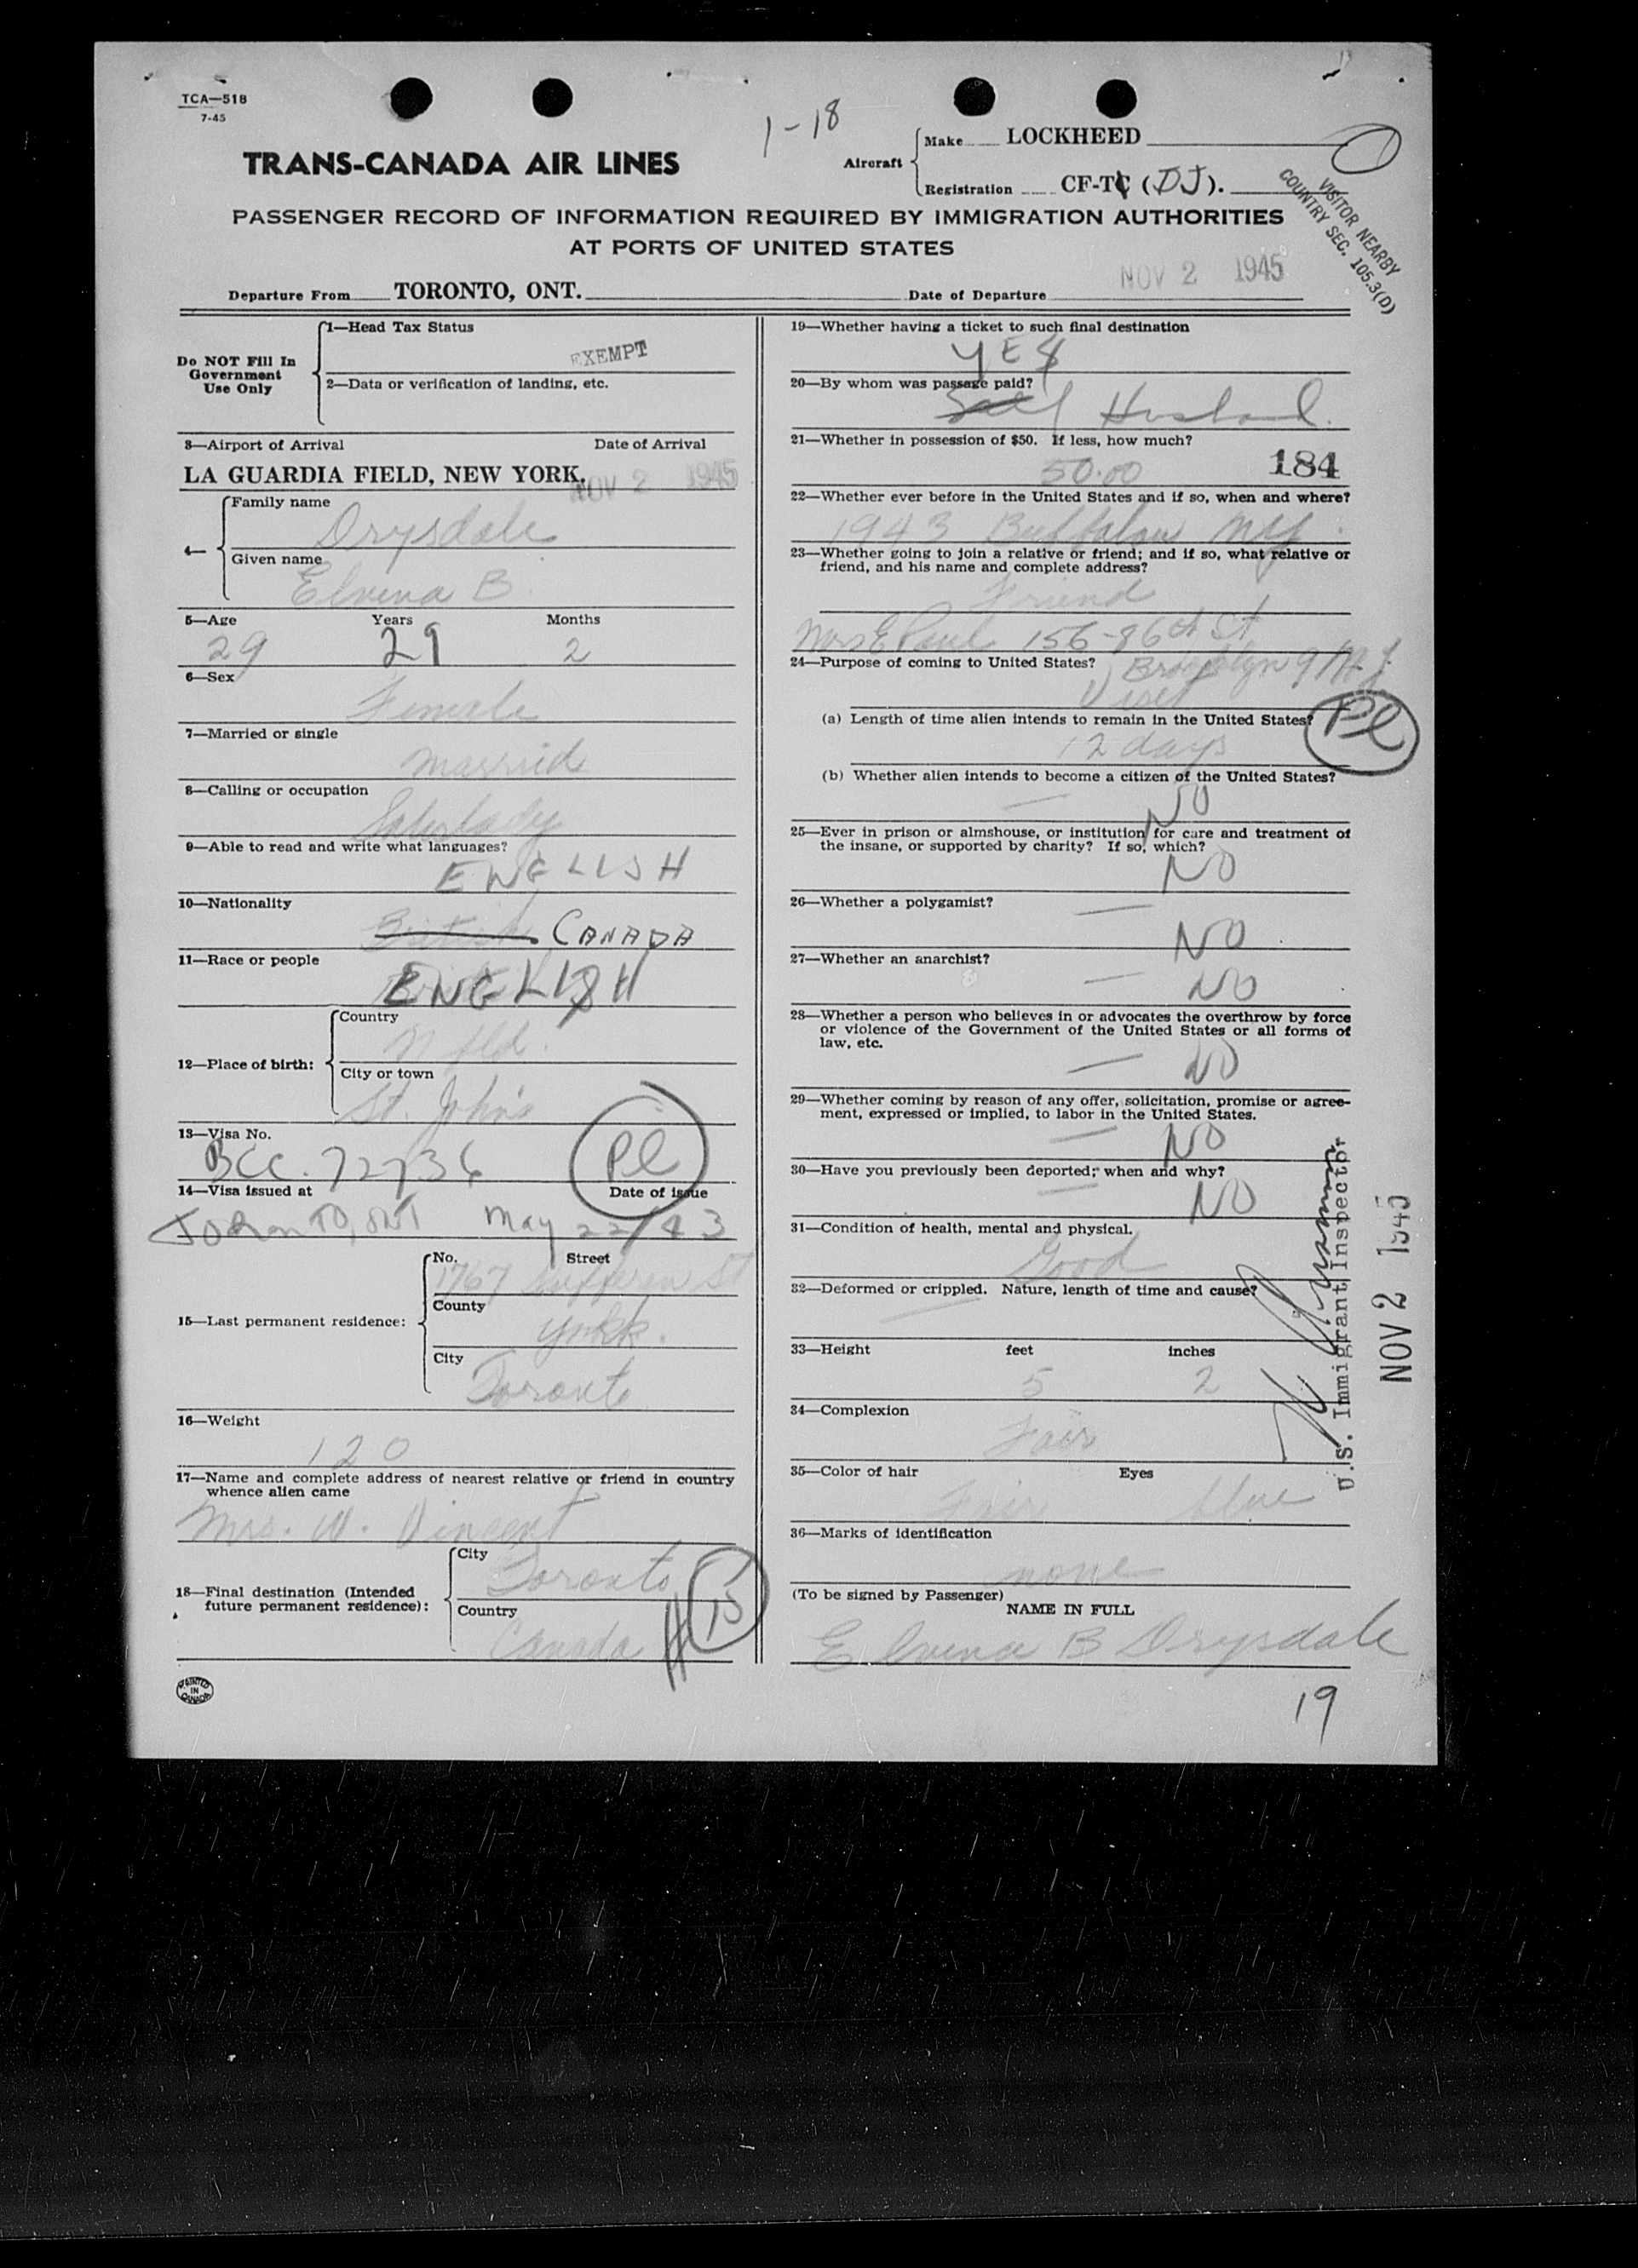 TCA—518
7-45
1-18
TRANS-CANADA AIR LINES
Aircraft
Make LOCKHEED
Registration CF-TC (DJ).
VISITOR NEARBY
COUNTRY SEC. 105.3(D)
PASSENGER RECORD OF INFORMATION REQUIRED BY IMMIGRATION AUTHORITIES
AT PORTS OF UNITED STATES
Departure From TORONTO, ONT. Date of Departure NOV 2 1945
Do NOT Fill In
Government
Use Only
1—Head Tax Status
EXEMPT
2—Data or verification of landing, etc.
3—Airport of Arrival Date of Arrival
LA GUARDIA FIELD, NEW YORK. NOV 2 1945
4—
Family name
Drysdale
Given name
Elvina B
5—Age Years Months
29 29 2
6—Sex
Female
7—Married or single
Married
8—Calling or occupation
Saleslady
9—Able to read and write what languages?
ENGLISH
10—Nationality
British CANADA
11—Race or people
ENGLISH
12—Place of birth:
Country
Nfld.
City or town
St. John's
13—Visa No.
BCC. 72736
Pl
14—Visa issued at Date of issue
Toronto, ONT May 22/43
15—Last permanent residence:
No. Street
1767 Dufferin St
County
York.
City
Toronto
16—Weight
120
17—Name and complete address of nearest relative or friend in country
whence alien came
Mrs. W. Vincent
18—Final destination (Intended
future permanent residence):
City
Toronto
Country
Canada
PRINTED
IN
CANADA
19—Whether having a ticket to such final destination
YES
20—By whom was passage paid?
Self Husband.
21—Whether in possession of $50. If less, how much?
50.00 184
22—Whether ever before in the United States and if so, when and where?
1943 Buffalow NY
23—Whether going to join a relative or friend; and if so, what relative or
friend, and his name and complete address?
Friend
Mrs E Paul 156-86th St
Brooklyn 9 N.Y.
24—Purpose of coming to United States?
Visit
(a) Length of time alien intends to remain in the United States?
12 days
Pl
(b) Whether alien intends to become a citizen of the United States?
— NO
25—Ever in prison or almshouse, or institution for care and treatment of
the insane, or supported by charity? If so, which?
NO
26—Whether a polygamist?
— NO
27—Whether an anarchist?
— NO
28—Whether a person who believes in or advocates the overthrow by force
or violence of the Government of the United States or all forms of
law, etc.
— NO
29—Whether coming by reason of any offer, solicitation, promise or agree-
ment, expressed or implied, to labor in the United States.
— NO
30—Have you previously been deported; when and why?
— NO
31—Condition of health, mental and physical.
Good
32—Deformed or crippled. Nature, length of time and cause?
—
33—Height feet inches
5 2
34—Complexion
Fair
35—Color of hair Eyes
Fair blue
36—Marks of identification
none
(To be signed by Passenger)
NAME IN FULL
Elvina B Drysdale
U.S. Immigrant Inspector
NOV 2 1945
19